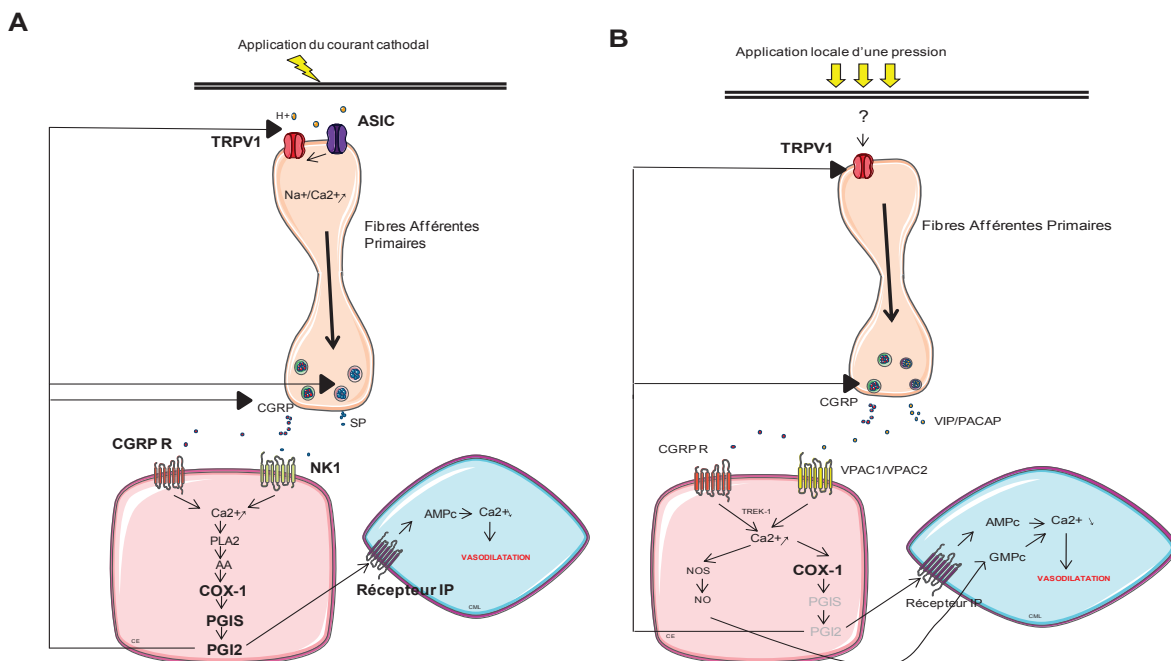 A
Application du courant cathodal
H+
ASIC
TRPV1
Na+/Ca2+↗
Fibres Afférentes
Primaires
CGRP
SP
CGRP R
NK1
Ca2+↗
PLA2
AA
COX-1
PGIS
PGI2
CE
AMPc
Ca2+↘
VASODILATATION
Récepteur IP
CML
B
Application locale d'une pression
?
TRPV1
Fibres Afférentes Primaires
CGRP
VIP/PACAP
CGRP R
VPAC1/VPAC2
TREK-1
Ca2+↗
NOS
COX-1
NO
PGIS
PGI2
CE
AMPc
Ca2+ ↘
GMPc
VASODILATATION
Récepteur IP
CML